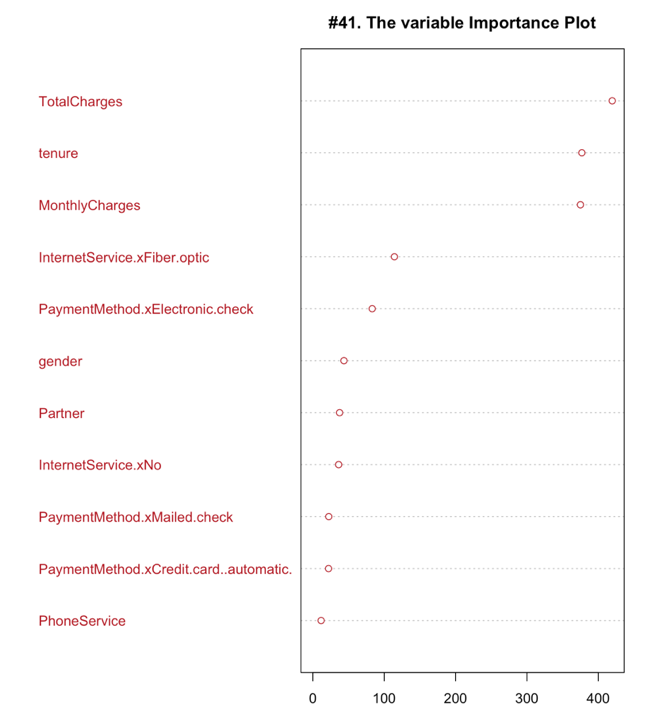 #41. The variable Importance Plot
TotalCharges
tenure
MonthlyCharges
InternetService.xFiber.optic
PaymentMethod.xElectronic.check
gender
Partner
InternetService.xNo
PaymentMethod.xMailed.check
PaymentMethod.xCredit.card..automatic.
PhoneService
0 100 200 300 400